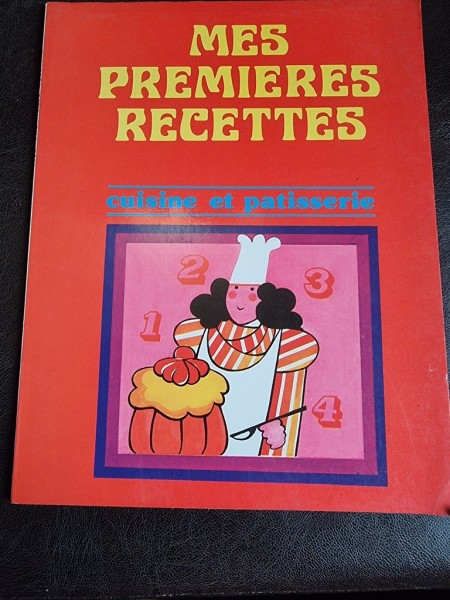 MES
PREMIERES
RECETTES
cuisine et patisserie
2
3
1
4